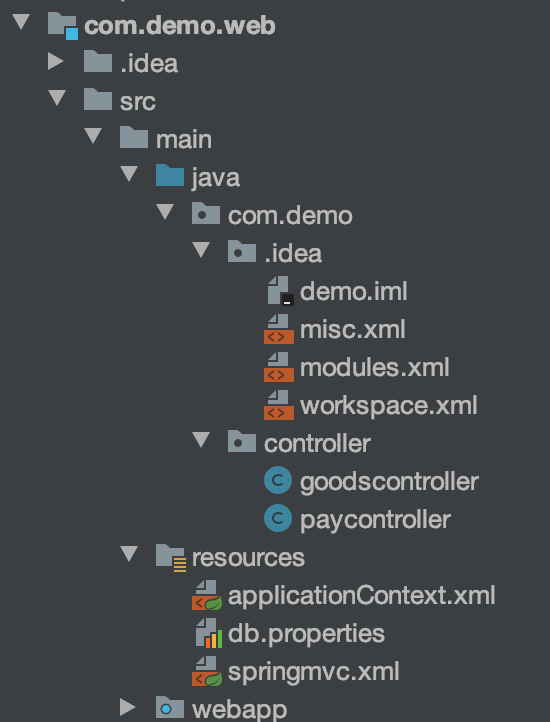 com.demo.web
.idea
src
main
java
com.demo
.idea
demo.iml
misc.xml
modules.xml
workspace.xml
controller
goodscontroller
paycontroller
resources
applicationContext.xml
db.properties
springmvc.xml
webapp